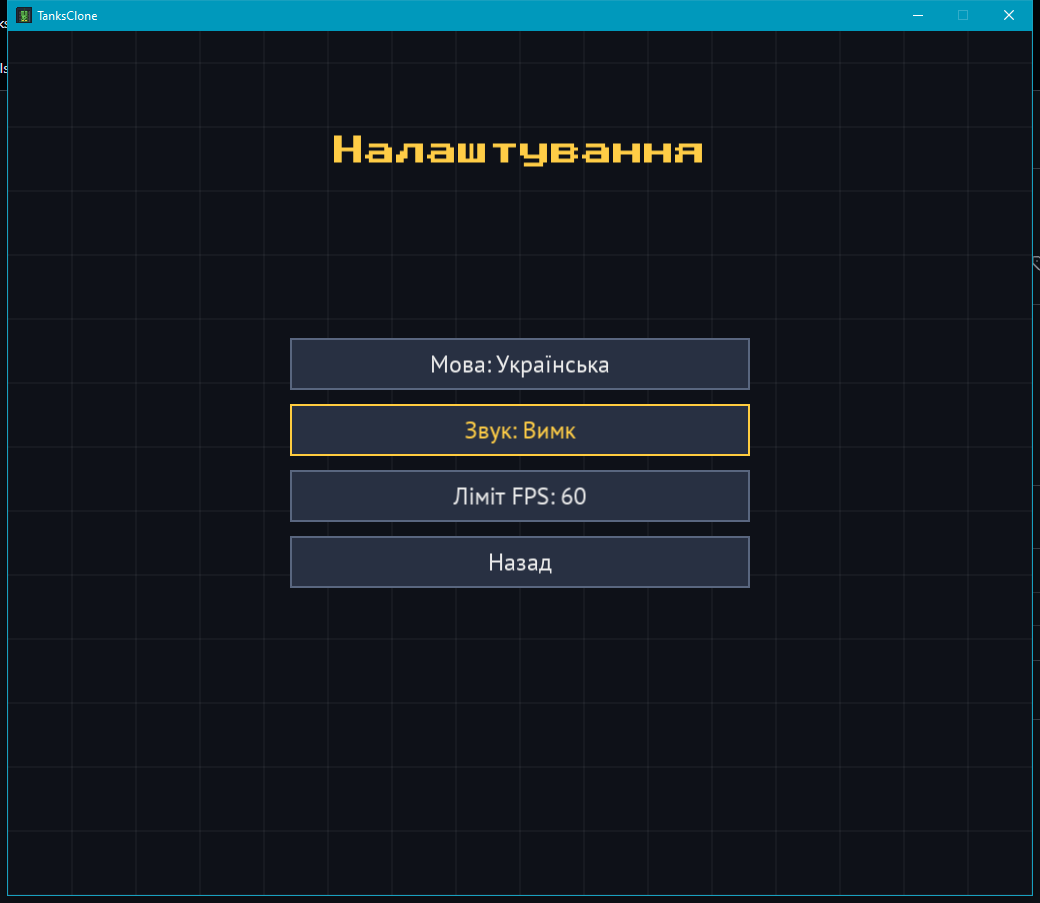 TanksClone
Налаштування
Мова: Українська
Звук: Вимк
Ліміт FPS: 60
Назад